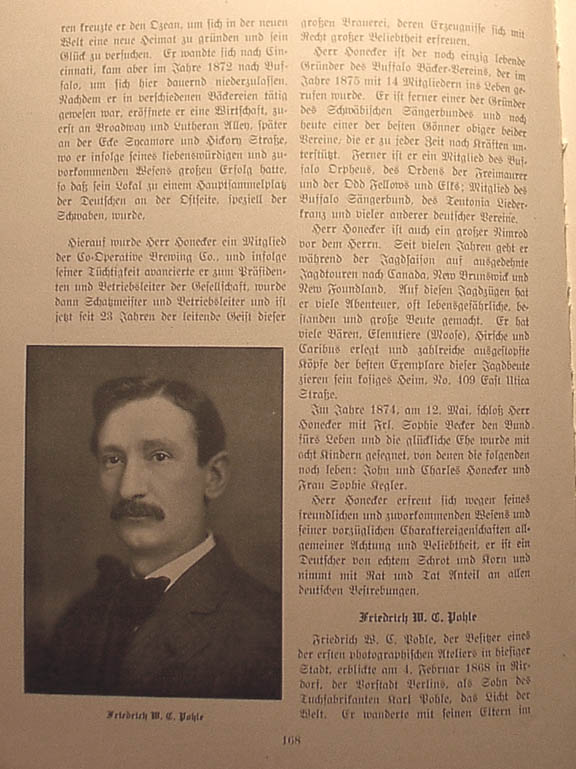 ren kreuzte er den Ozean, um sich in der neuen
Welt eine neue Heimat zu gründen und sein
Glück zu versuchen. Er wandte sich nach Cin-
cinnati, kam aber im Jahre 1872 nach Buf-
falo, um sich hier dauernd niederzulassen.
Nachdem er in verschiedenen Bäckereien tätig
gewesen war, eröffnete er eine Wirtschaft, zu-
erst an Broadway und Lutheran Alley, später
an der Ecke Sycamore und Hickory Straße,
wo er infolge seines liebenswürdigen und zu-
vorkommenden Wesens großen Erfolg hatte,
so daß sein Lokal zu einem Hauptsammelplatz
der Deutschen an der Ostseite, speziell der
Schwaben, wurde.
Hierauf wurde Herr Honecker ein Mitglied
der Co-Operative Brewing Co., und infolge
seiner Tüchtigkeit avancierte er zum Präsiden-
ten und Betriebsleiter der Gesellschaft, wurde
dann Schatzmeister und Betriebsleiter und ist
jetzt seit 23 Jahren der leitende Geist dieser
Friedrich W. C. Pohle
großen Brauerei, deren Erzeugnisse sich mit
Recht großer Beliebtheit erfreuen.
Herr Honecker ist der noch einzig lebende
Gründer des Buffalo Bäcker-Vereins, der im
Jahre 1875 mit 14 Mitgliedern ins Leben ge-
rufen wurde. Er ist ferner einer der Gründer
des Schwäbischen Sängerbundes und noch
heute einer der besten Gönner obiger beider
Vereine, die er zu jeder Zeit nach Kräften un-
terstützt. Ferner ist er ein Mitglied des Buf-
falo Orpheus, des Ordens der Freimaurer
und der Odd Fellows und Elks; Mitglied des
Buffalo Sängerbund, des Teutonia Lieder-
kranz und vieler anderer deutscher Vereine.
Herr Honecker ist auch ein großer Nimrod
vor dem Herrn. Seit vielen Jahren geht er
während der Jagdsaison auf ausgedehnte
Jagdtouren nach Canada, New Brunswick und
New Foundland. Auf diesen Jagdzügen hat
er viele Abenteuer, oft lebensgefährliche, be-
standen und große Beute gemacht. Er hat
viele Bären, Elenntiere (Moose), Hirsche und
Caribus erlegt und zahlreiche ausgestopfte
Köpfe der besten Exemplare dieser Jagdbeute
zieren sein kosiges Heim, No. 409 East Utica
Straße.
Im Jahre 1874, am 12. Mai, schloß Herr
Honecker mit Frl. Sophie Becker den Bund
fürs Leben und die glückliche Ehe wurde mit
acht Kindern gesegnet, von denen die folgenden
noch leben: John und Charles Honecker und
Frau Sophie Kegler.
Herr Honecker erfreut sich wegen seines
freundlichen und zuvorkommenden Wesens und
seiner vorzüglichen Charaktereigenschaften all-
gemeiner Achtung und Beliebtheit, er ist ein
Deutscher von echtem Schrot und Korn und
nimmt mit Rat und Tat Anteil an allen
deutschen Bestrebungen.
Friedrich W. C. Pohle
Friedrich W. C. Pohle, der Besitzer eines
der ersten photographischen Ateliers in hiesiger
Stadt, erblickte am 4. Februar 1868 in Rix-
dorf, der Vorstadt Berlins, als Sohn des
Tuchfabrikanten Karl Pohle, das Licht der
Welt. Er wanderte mit seinen Eltern im
168